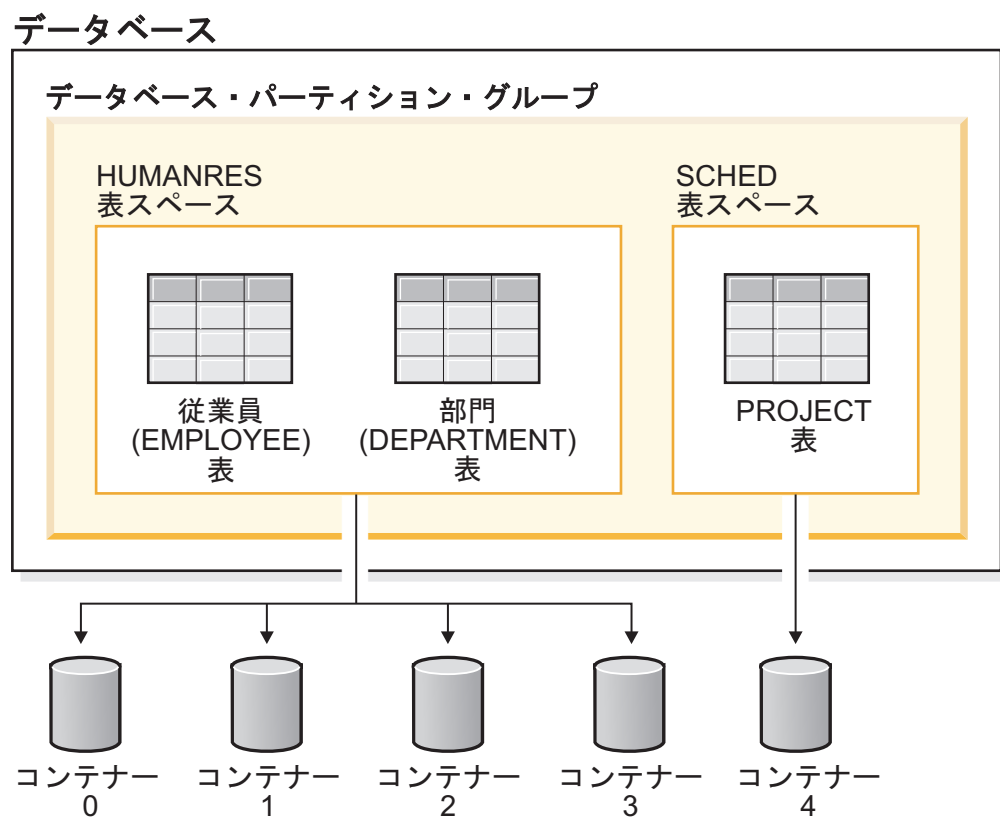 データベース
データベース・パーティション・グループ
HUMANRES
表スペース
SCHED
表スペース
従業員
(EMPLOYEE)
表
部門
(DEPARTMENT)
表
PROJECT
表
コンテナー
0
コンテナー
1
コンテナー
2
コンテナー
3
コンテナー
4